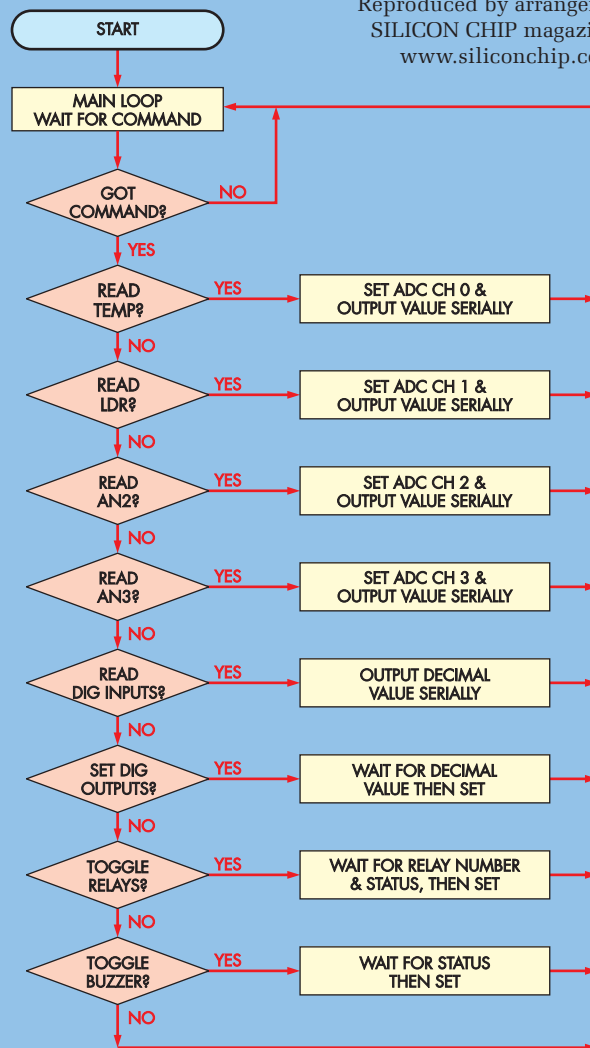 Reproduced by
SILICON CHIP
www.siliconchip.co
START
MAIN LOOP
WAIT FOR COMMAND
GOT
COMMAND?
NO
YES
READ
TEMP?
YES
SET ADC CH 0 &
OUTPUT VALUE SERIALLY
NO
READ
LDR?
YES
SET ADC CH 1 &
OUTPUT VALUE SERIALLY
NO
READ
AN2?
YES
SET ADC CH 2 &
OUTPUT VALUE SERIALLY
NO
READ
AN3?
YES
SET ADC CH 3 &
OUTPUT VALUE SERIALLY
NO
READ
DIG INPUTS?
YES
OUTPUT DECIMAL
VALUE SERIALLY
NO
SET DIG
OUTPUTS?
YES
WAIT FOR DECIMAL
VALUE THEN SET
NO
TOGGLE
RELAYS?
YES
WAIT FOR RELAY NUMBER
& STATUS, THEN SET
NO
TOGGLE
BUZZER?
YES
WAIT FOR STATUS
THEN SET
NO